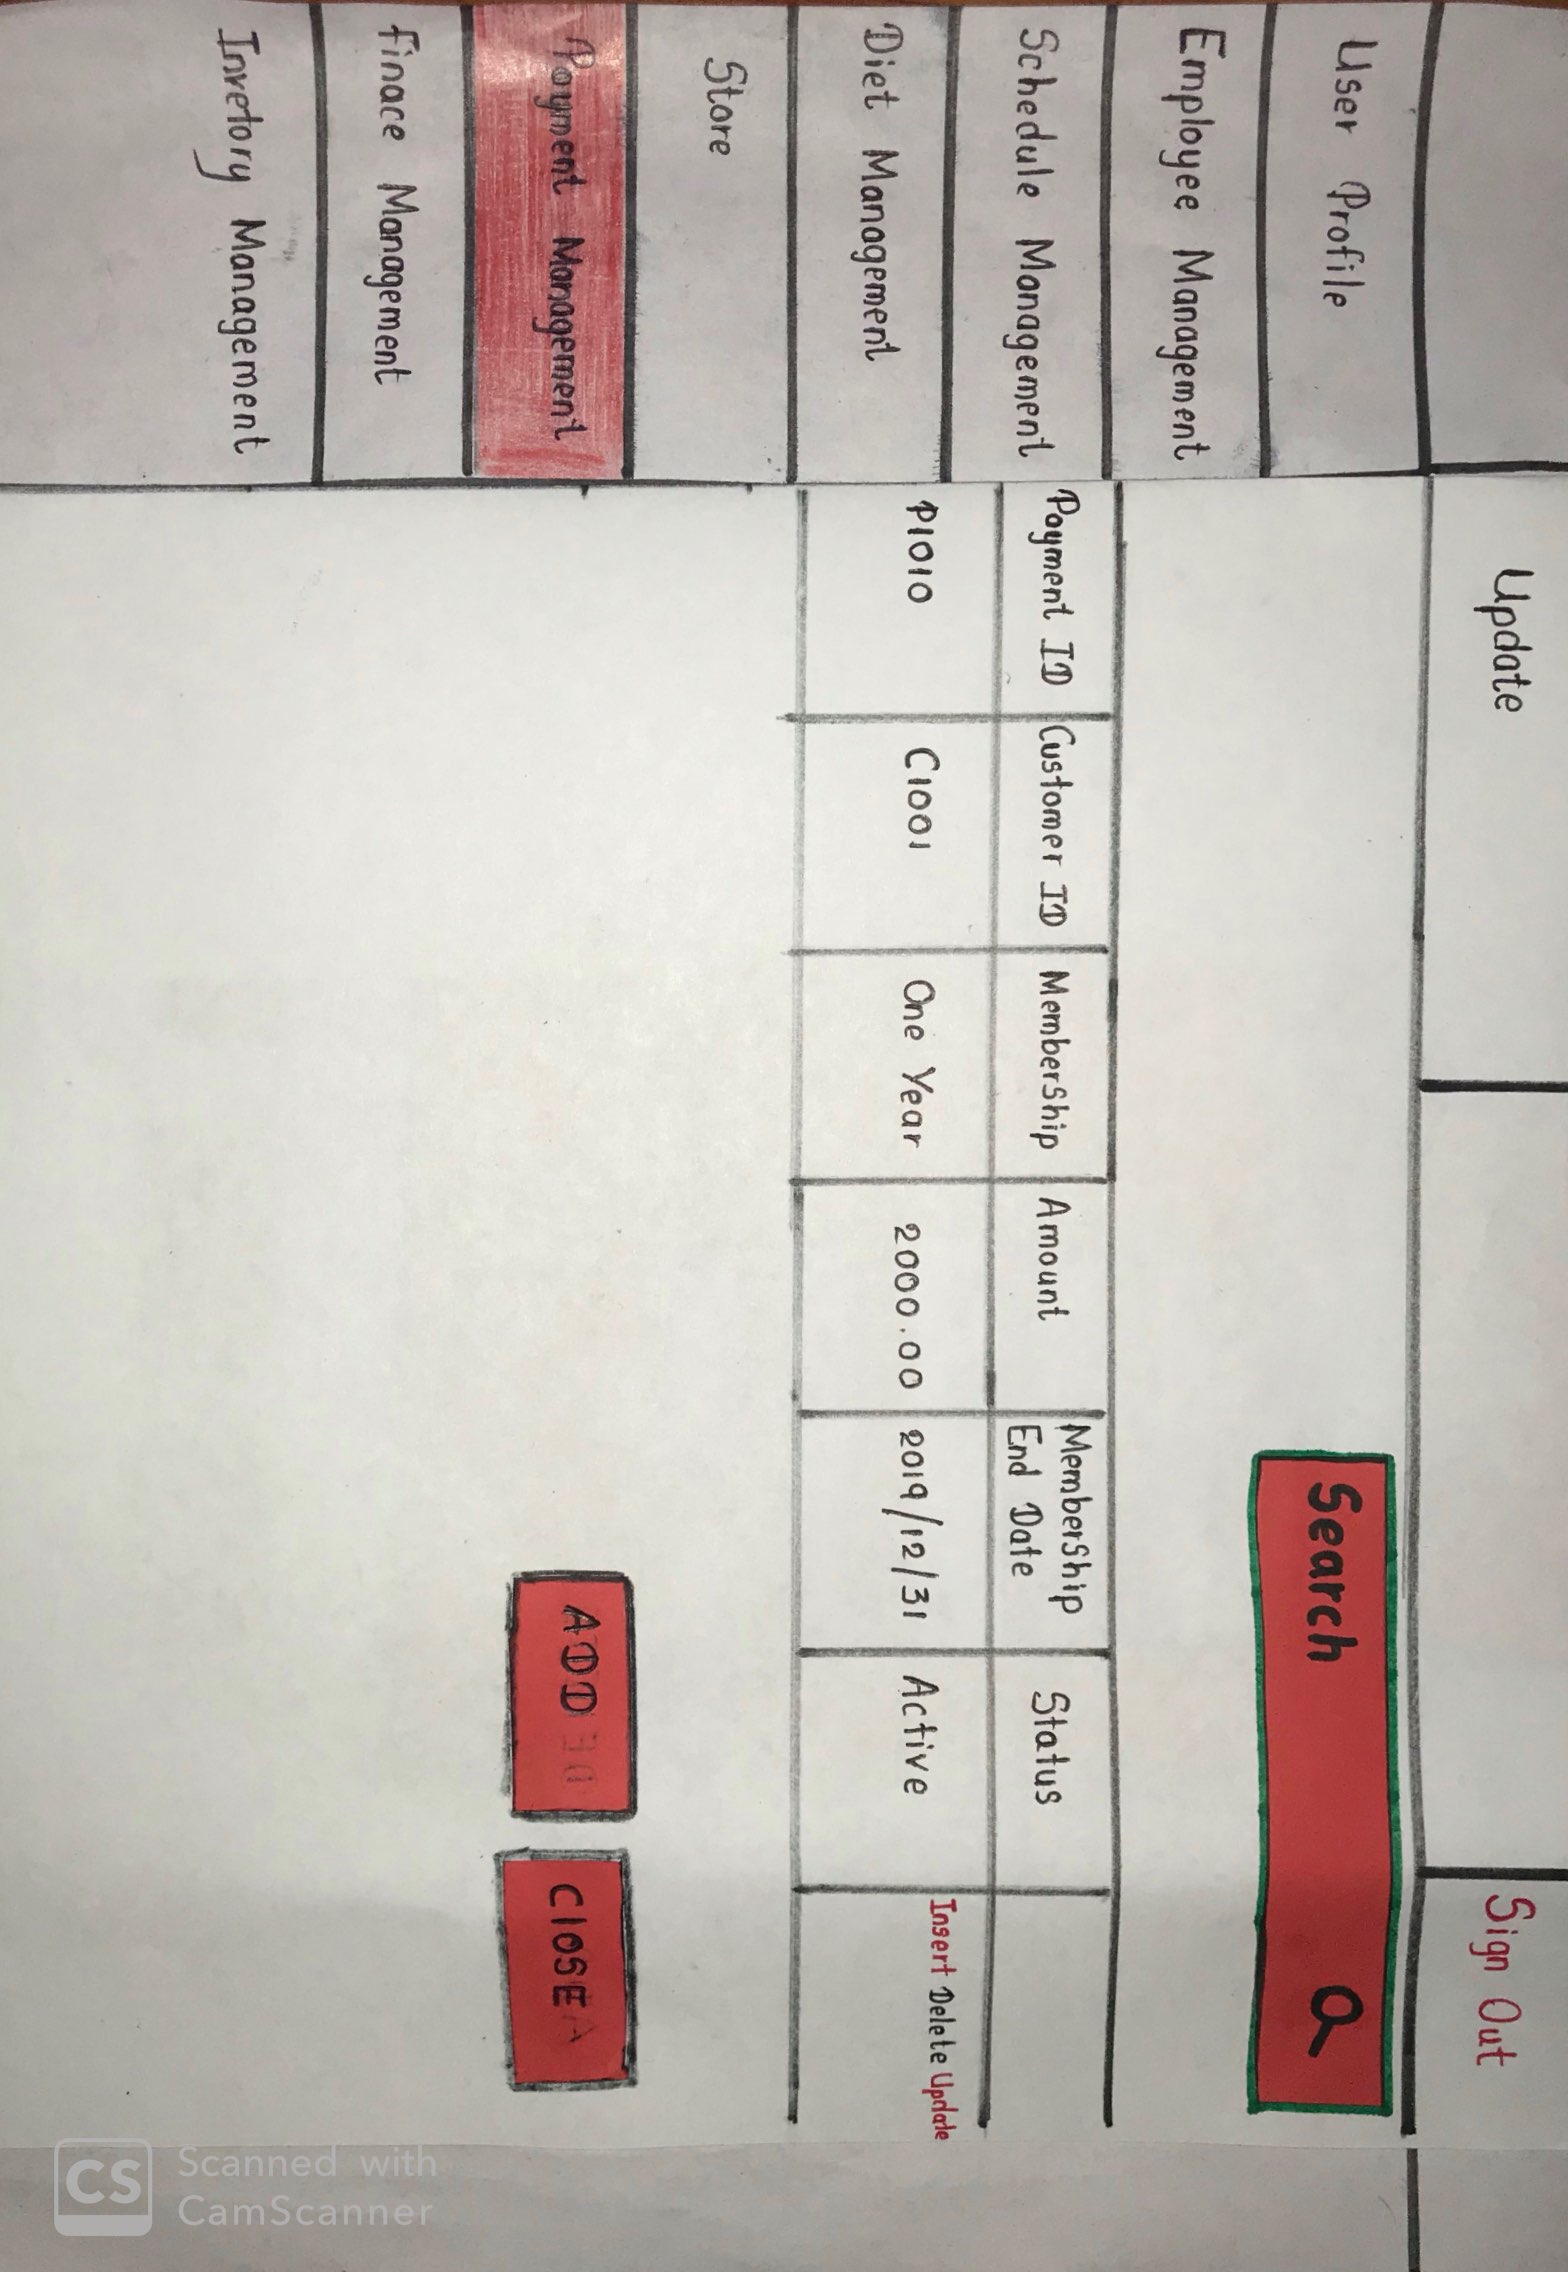 Update
Sign Out
User Profile
Search
Employee Management
Schedule Management
Payment ID
Customer ID
MemberShip
Amount
MemberShip
End Date
Status
P1010
C1001
One Year
2000.00
2019/12/31
Active
Insert Delete Update
Diet Management
Store
Payment Management
ADD
ClOSE
Finace Management
Invetory Management
Scanned with
CamScanner
CS